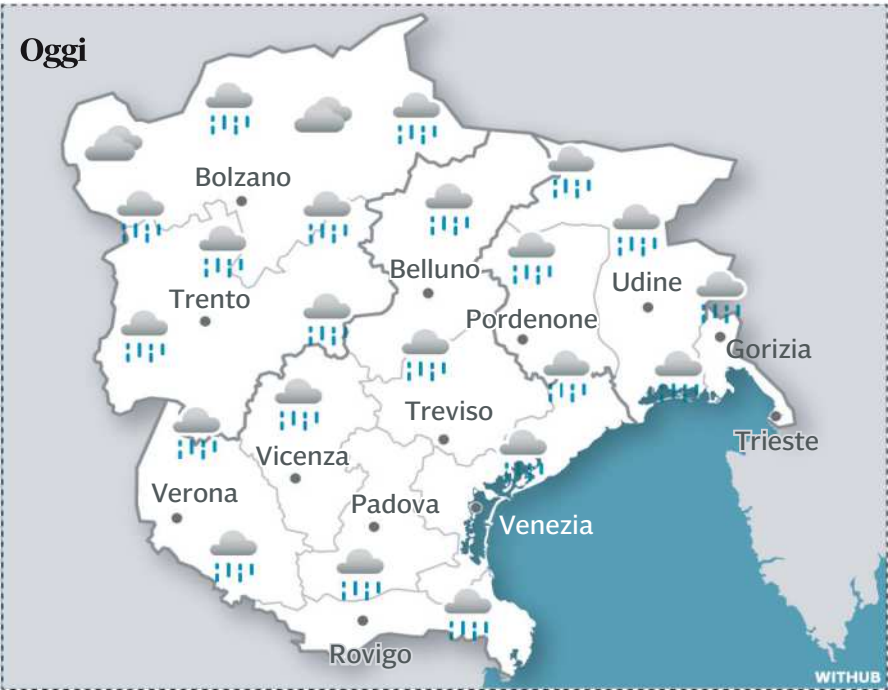 Oggi
Bolzano
Belluno
Udine
Trento
Pordenone
Gorizia
Treviso
Trieste
Vicenza
Verona
Padova
Venezia
Rovigo
WITHUB